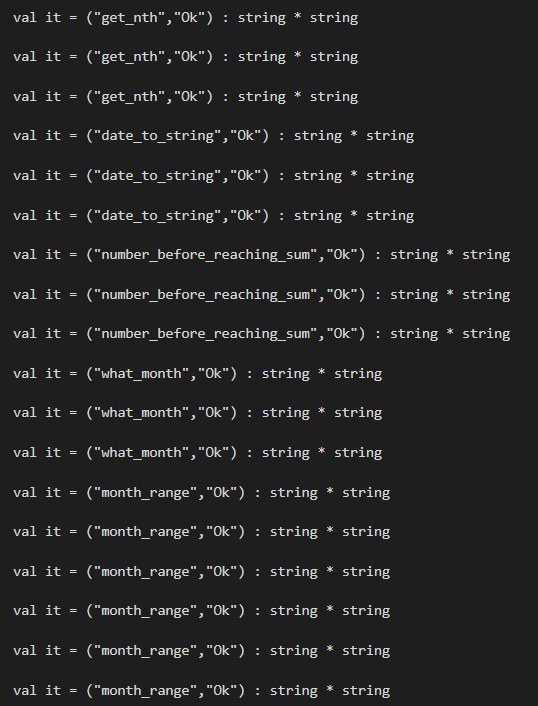 val it = ("get_nth","Ok") : string * string
val it = ("get_nth","Ok") : string * string
val it = ("get_nth","Ok") : string * string
val it = ("date_to_string","Ok") : string * string
val it = ("date_to_string","Ok") : string * string
val it = ("date_to_string","Ok") : string * string
val it = ("number_before_reaching_sum","Ok") : string * string
val it = ("number_before_reaching_sum","Ok") : string * string
val it = ("number_before_reaching_sum","Ok") : string * string
val it = ("what_month","Ok") : string * string
val it = ("what_month","Ok") : string * string
val it = ("what_month","Ok") : string * string
val it = ("month_range","Ok") : string * string
val it = ("month_range","Ok") : string * string
val it = ("month_range","Ok") : string * string
val it = ("month_range","Ok") : string * string
val it = ("month_range","Ok") : string * string
val it = ("month_range","Ok") : string * string